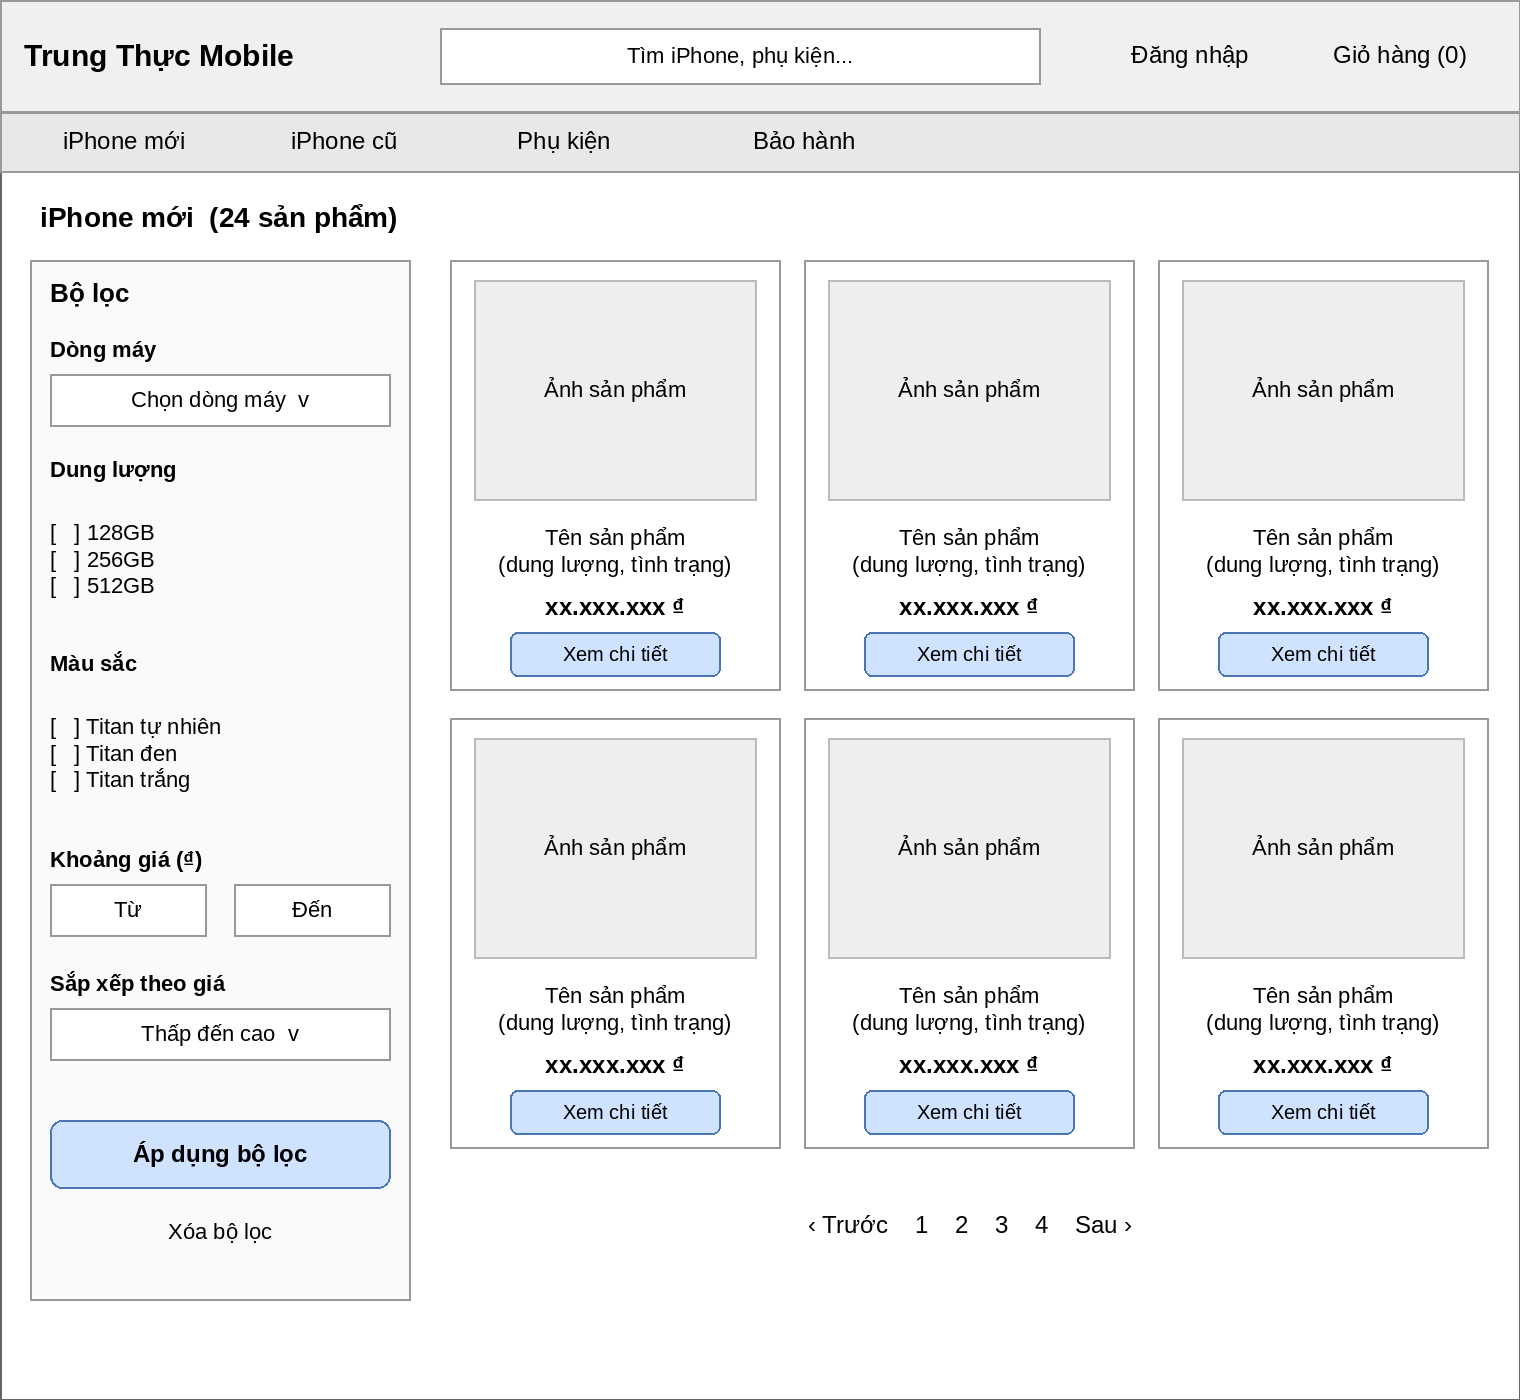 Trung Thực Mobile
Tìm iPhone, phụ kiện...
Đăng nhập
Giỏ hàng (0)
iPhone mới
iPhone cũ
Phụ kiện
Bảo hành
iPhone mới  (24 sản phẩm)
Bộ lọc
Dòng máy
Chọn dòng máy  v
Dung lượng
[   ] 128GB
[   ] 256GB
[   ] 512GB
Màu sắc
[   ] Titan tự nhiên
[   ] Titan đen
[   ] Titan trắng
Khoảng giá (₫)
Từ
Đến
Sắp xếp theo giá
Thấp đến cao  v
Áp dụng bộ lọc
Xóa bộ lọc
Ảnh sản phẩm
Tên sản phẩm
(dung lượng, tình trạng)
xx.xxx.xxx ₫
Xem chi tiết
Ảnh sản phẩm
Tên sản phẩm
(dung lượng, tình trạng)
xx.xxx.xxx ₫
Xem chi tiết
Ảnh sản phẩm
Tên sản phẩm
(dung lượng, tình trạng)
xx.xxx.xxx ₫
Xem chi tiết
Ảnh sản phẩm
Tên sản phẩm
(dung lượng, tình trạng)
xx.xxx.xxx ₫
Xem chi tiết
Ảnh sản phẩm
Tên sản phẩm
(dung lượng, tình trạng)
xx.xxx.xxx ₫
Xem chi tiết
Ảnh sản phẩm
Tên sản phẩm
(dung lượng, tình trạng)
xx.xxx.xxx ₫
Xem chi tiết
‹ Trước    1    2    3    4    Sau ›